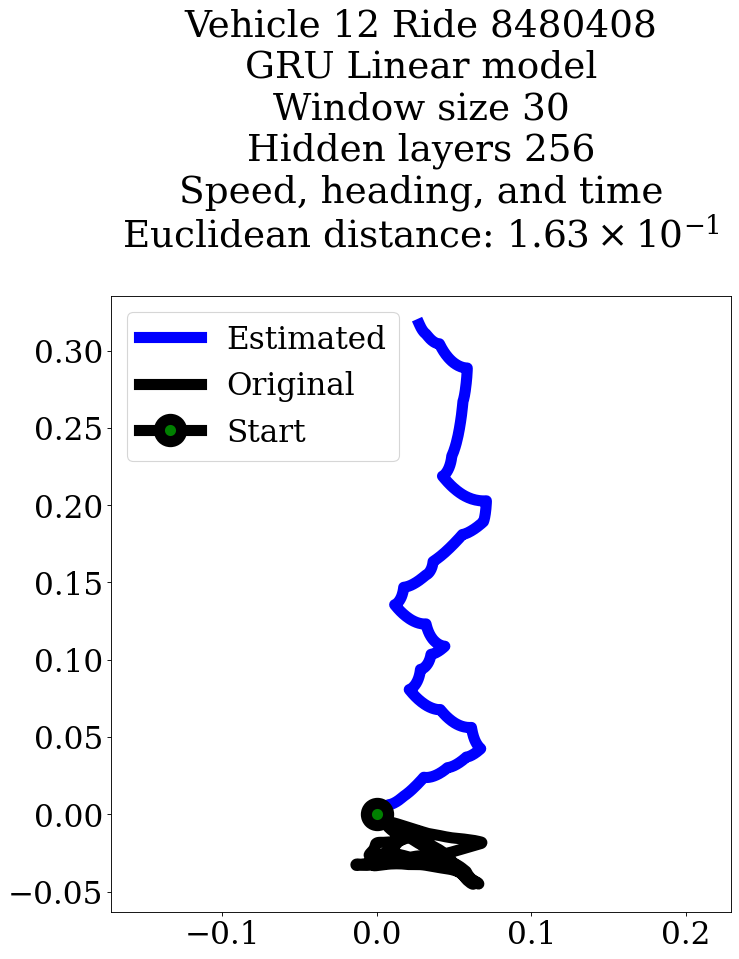 Vehicle 12 Ride 8480408
GRU Linear model
Window size 30
Hidden layers 256
Speed, heading, and time
Euclidean distance: 1.63 × 10⁻¹
Estimated
Original
Start
0.30
0.25
0.20
0.15
0.10
0.05
0.00
−0.05
−0.1 0.0 0.1 0.2